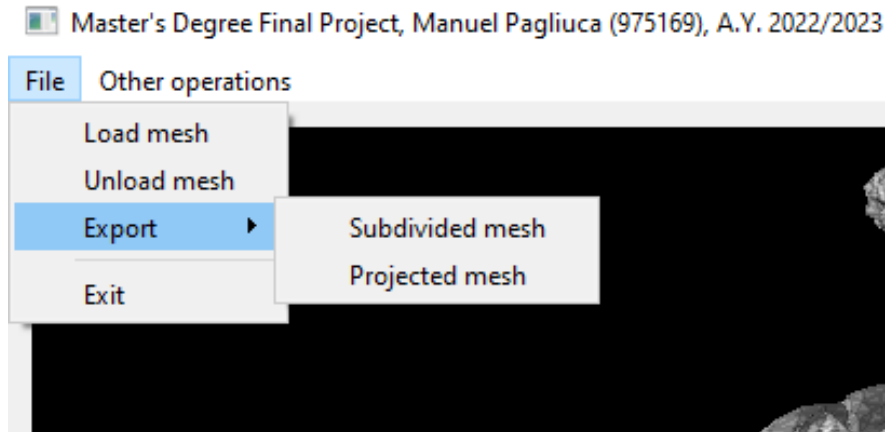 Master's Degree Final Project, Manuel Pagliuca (975169), A.Y. 2022/2023
File Other operations
Load mesh
Unload mesh
Export
Subdivided mesh
Projected mesh
Exit